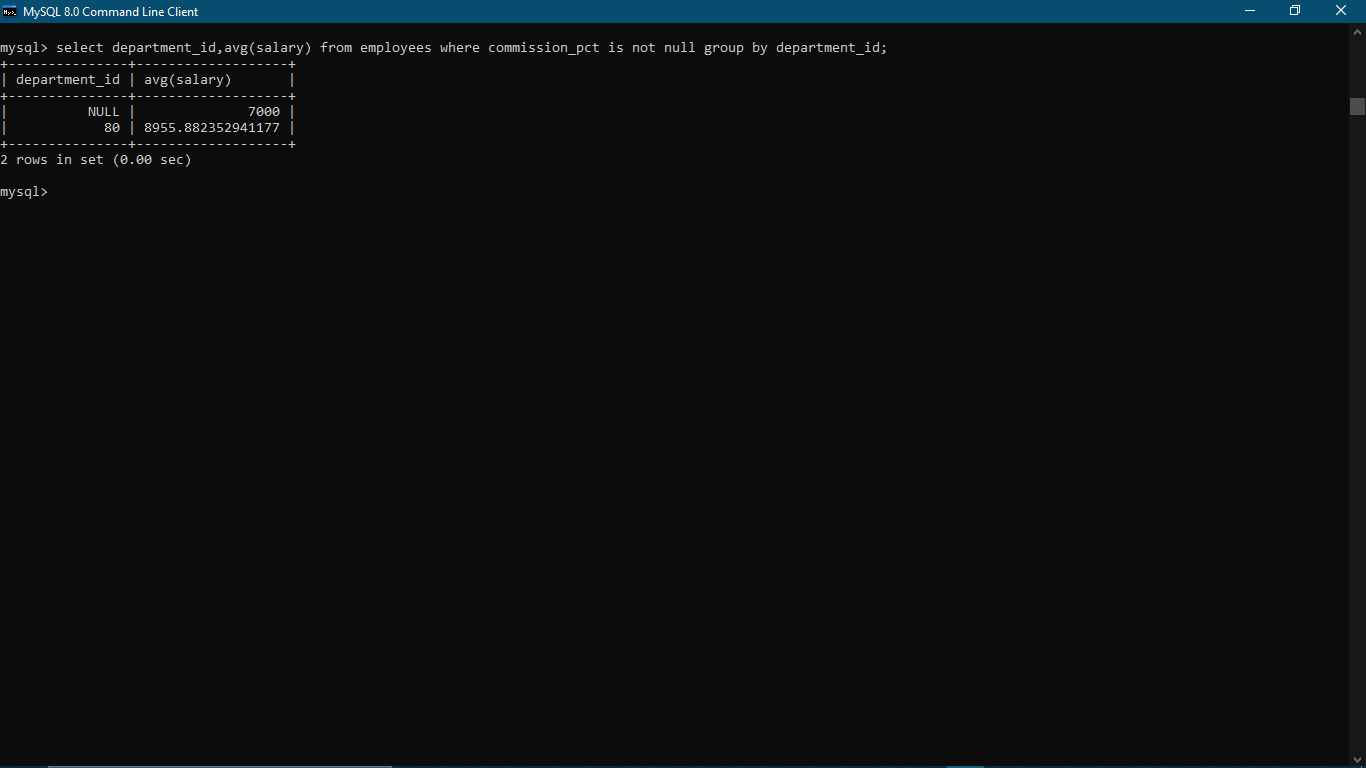 MySQL 8.0 Command Line Client
mysql> select department_id,avg(salary) from employees where commission_pct is not null group by department_id;
+---------------+-------------------+
| department_id | avg(salary)       |
+---------------+-------------------+
|          NULL |              7000 |
|            80 | 8955.882352941177 |
+---------------+-------------------+
2 rows in set (0.00 sec)
mysql>